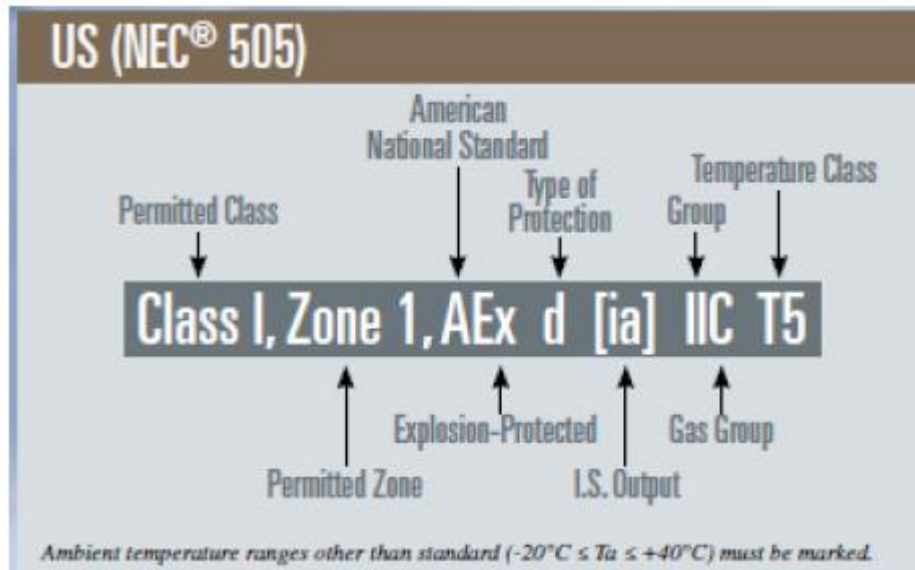 US (NEC® 505)
American
National Standard
Temperature Class
Type of
Protection
Permitted Class
Group
Class I, Zone 1, AEx d [ia] IIC T5
Explosion-Protected
Gas Group
Permitted Zone
I.S. Output
Ambient temperature ranges other than standard (-20°C ≤ Ta ≤ +40°C) must be marked.